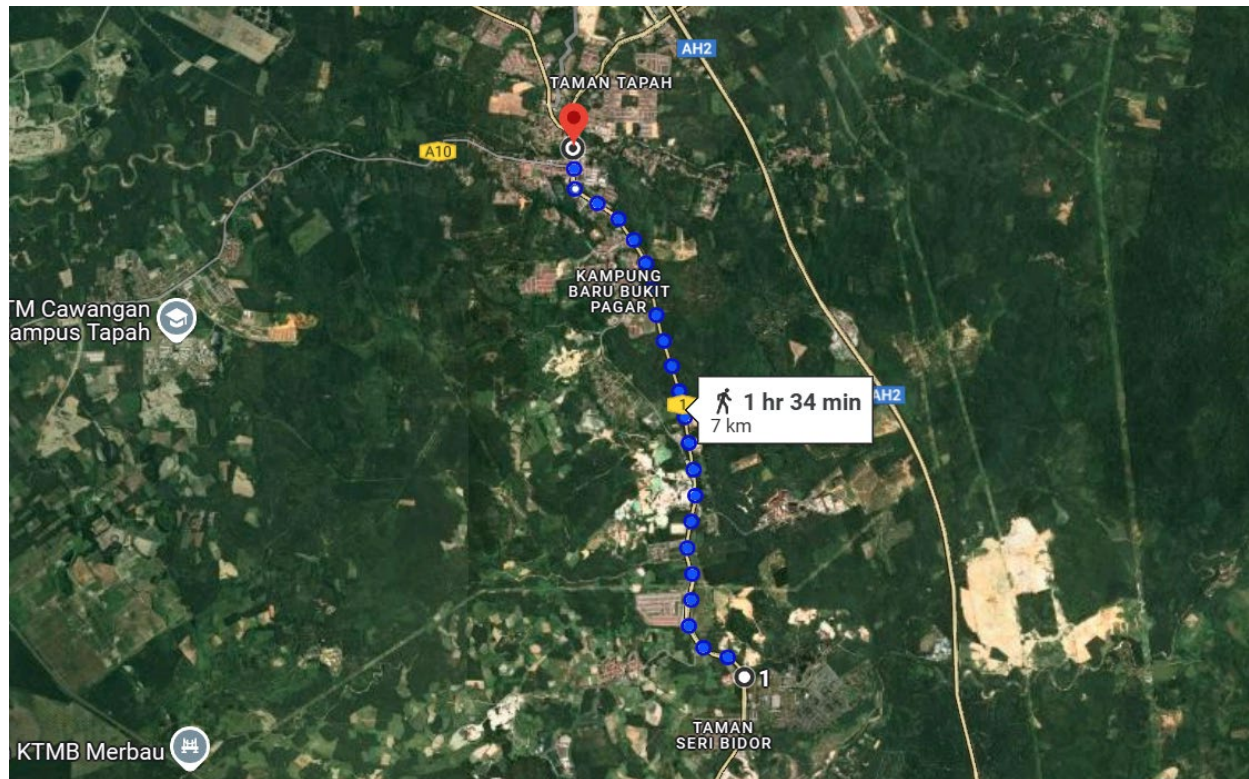 AH2
TAMAN TAPAH
A10
KAMPUNG
BARU BUKIT
PAGAR
TM Cawangan
ampus Tapah
1
1 hr 34 min
7 km
AH2
1
TAMAN
SERI BIDOR
KTMB Merbau